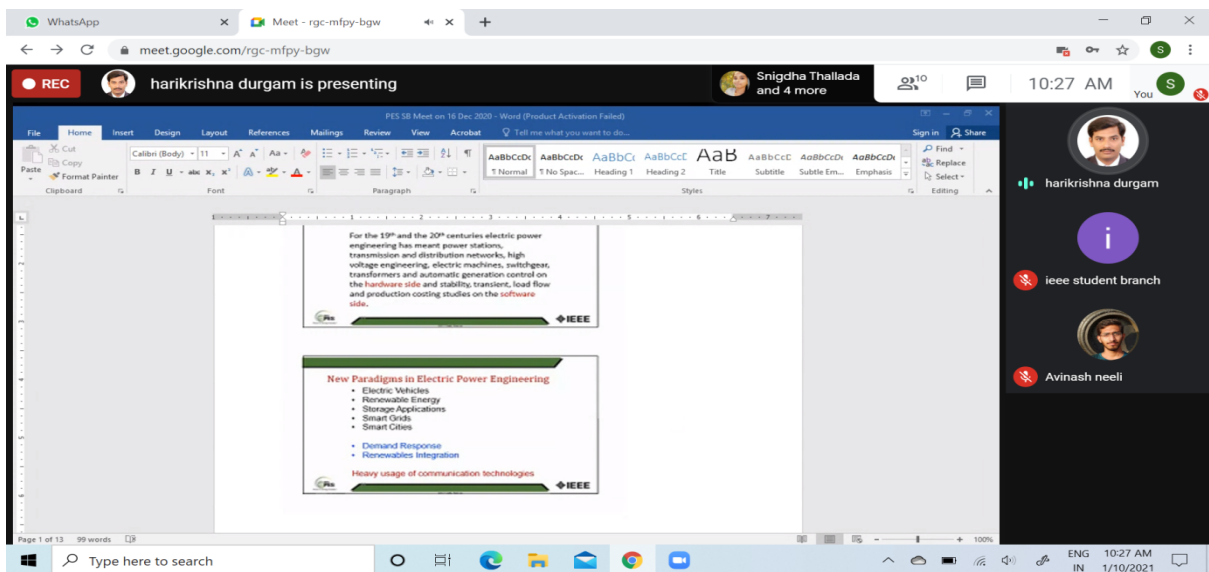 WhatsApp
Meet - rgc-mfpy-bgw
meet.google.com/rgc-mfpy-bgw
S
REC
harikrishna durgam is presenting
Snigdha Thallada
and 4 more
10
10:27 AM
You
S
PES SB Meet on 16 Dec 2020 - Word (Product Activation Failed)
File Home Insert Design Layout References Mailings Review View Acrobat Tell me what you want to do... Sign in Share
Cut
Copy
Format Painter
Paste
Calibri (Body) 11
B I U abc x, x'
AaBbCcDc AaBbCcDc AaBbCc AaBbCcE AaB AaBbCcD AaBbCcDc AaBbCcDc
¶ Normal ¶ No Spac... Heading 1 Heading 2 Title Subtitle Subtle Em... Emphasis
Find
Replace
Select
Clipboard Font Paragraph Styles Editing
1 2 3 4 5 6 7
For the 19th and the 20th centuries electric power
engineering has meant power stations,
transmission and distribution networks, high
voltage engineering, electric machines, switchgear,
transformers and automatic generation control on
the hardware side and stability, transient, load flow
and production costing studies on the software
side.
IEEE
New Paradigms in Electric Power Engineering
• Electric Vehicles
• Renewable Energy
• Storage Applications
• Smart Grids
• Smart Cities
• Demand Response
• Renewables Integration
Heavy usage of communication technologies
IEEE
harikrishna durgam
i
ieee student branch
Avinash neeli
Page 1 of 13 99 words
100%
Type here to search
ENG
IN
10:27 AM
1/10/2021